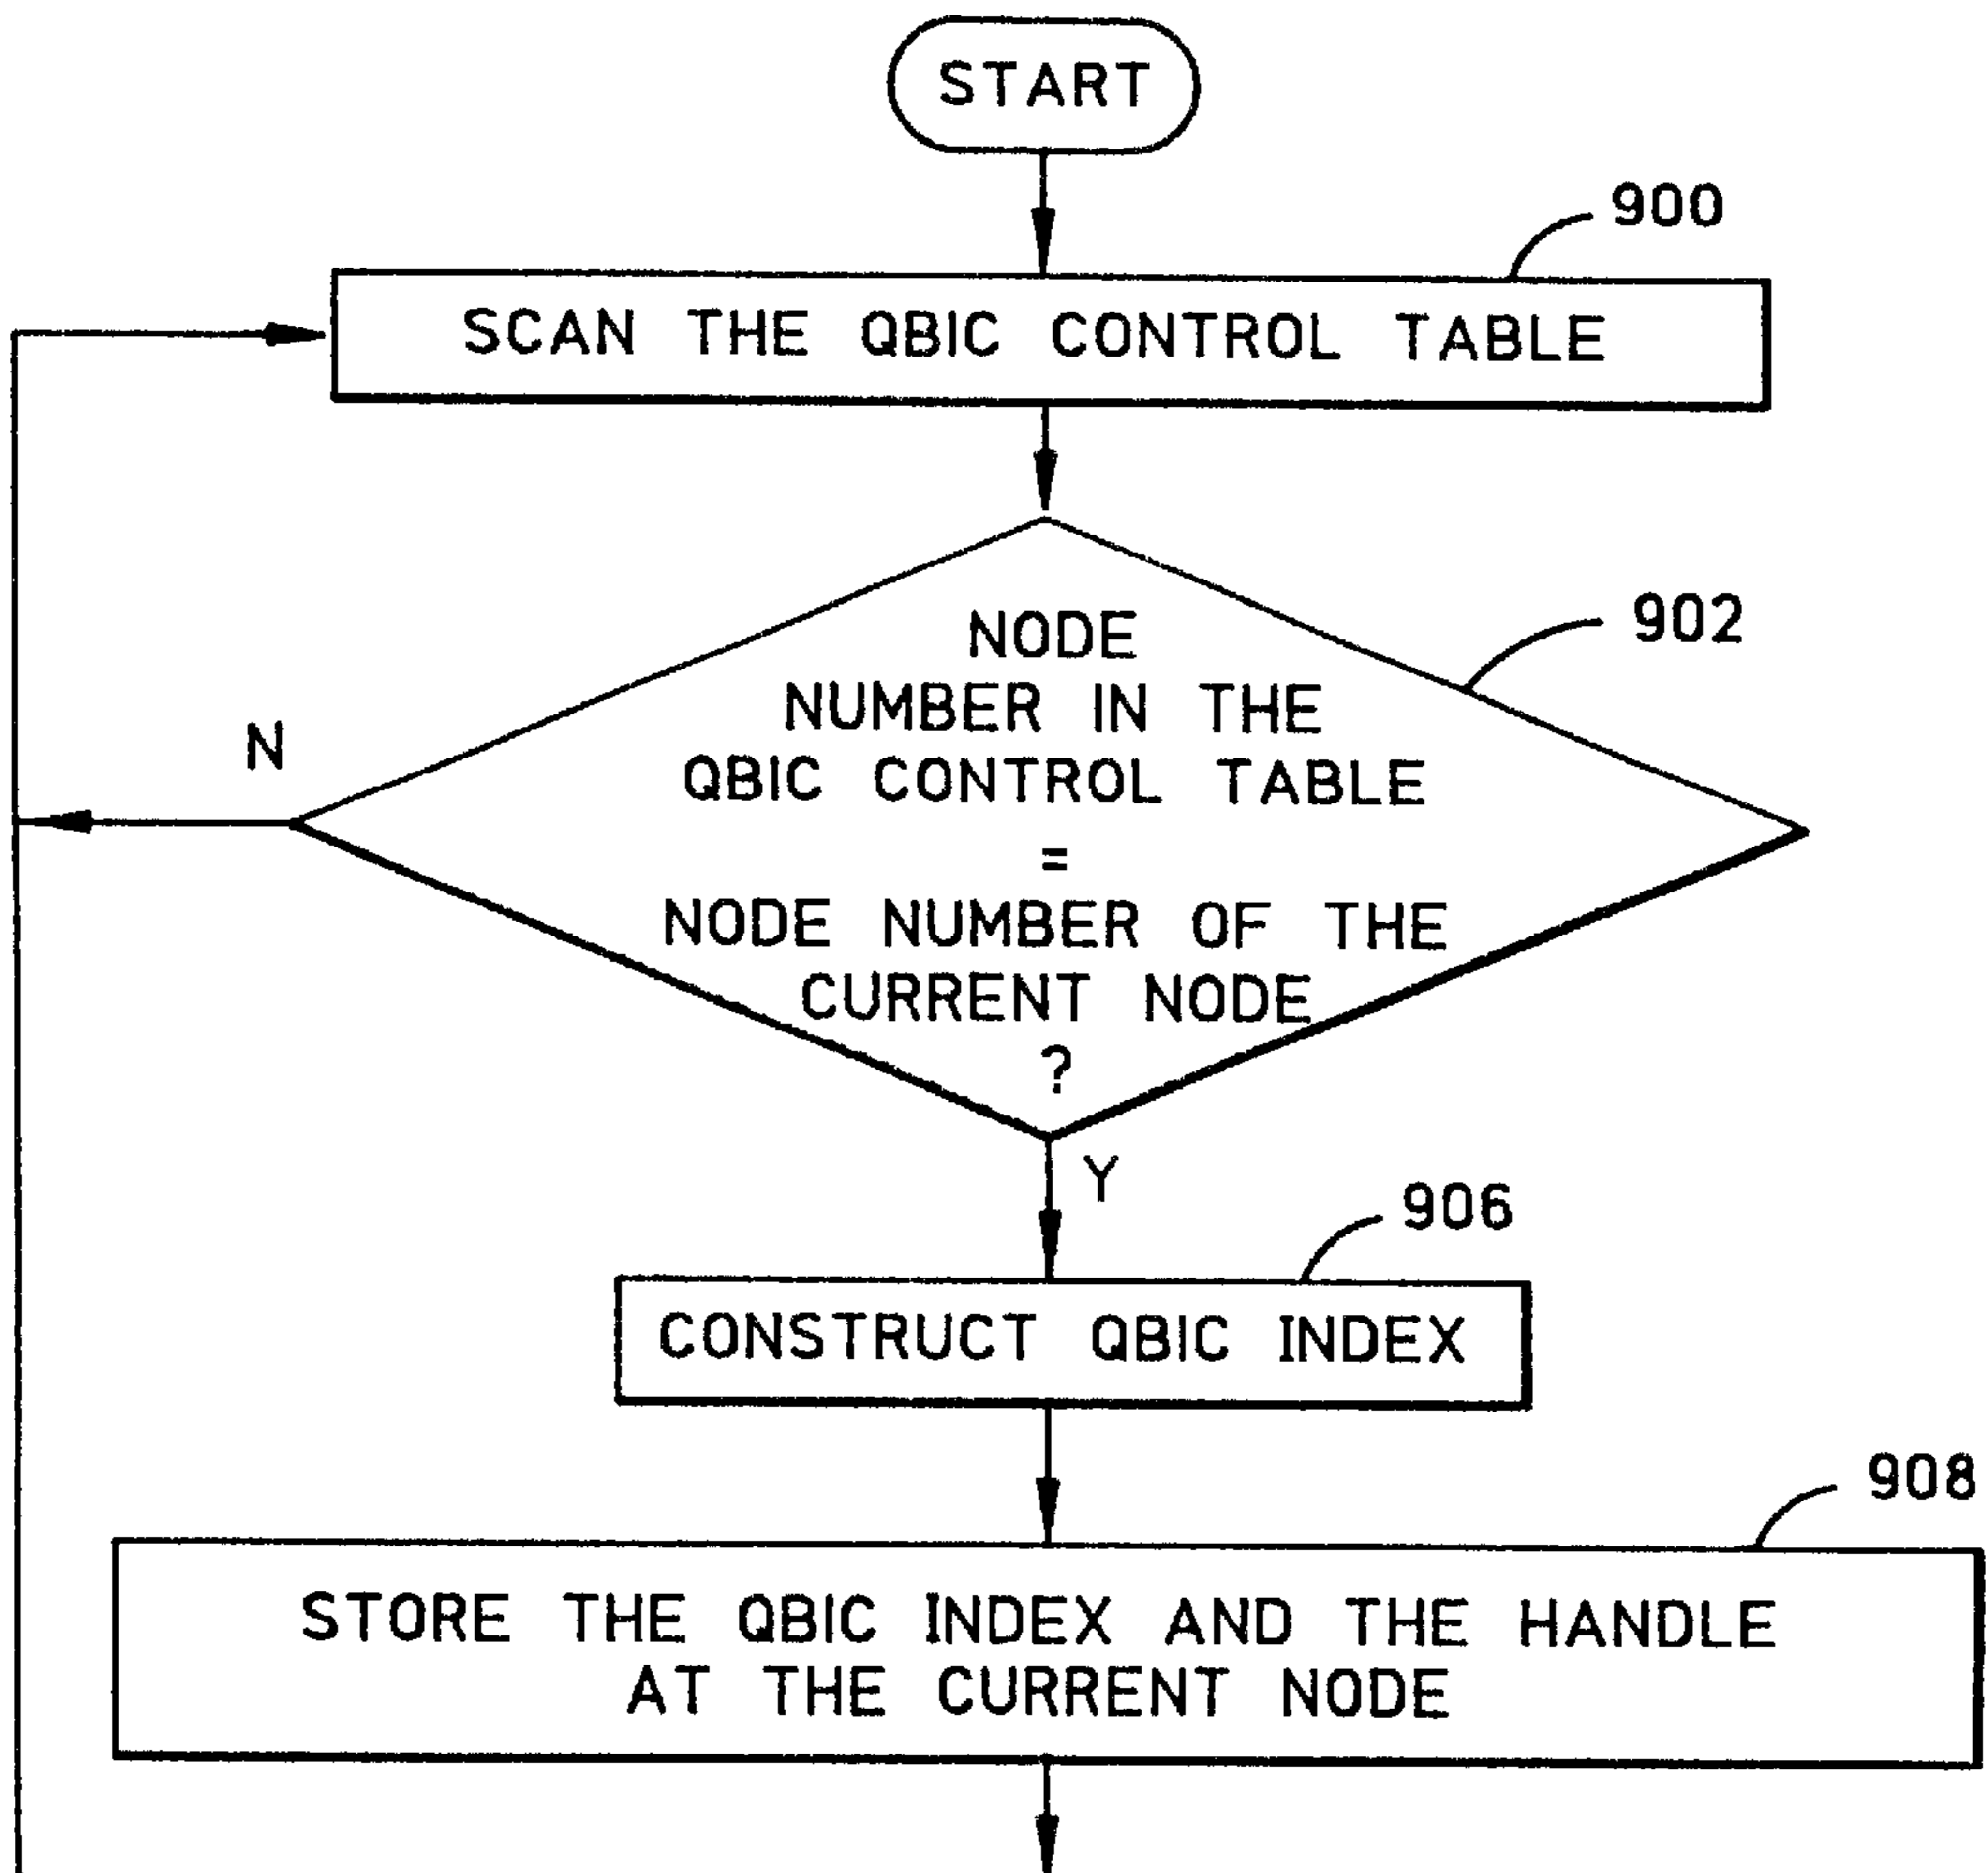 START
900
SCAN THE QBIC CONTROL TABLE
902
NODE
NUMBER IN THE
QBIC CONTROL TABLE
=
NODE NUMBER OF THE
CURRENT NODE
?
N
Y
906
CONSTRUCT QBIC INDEX
908
STORE THE QBIC INDEX AND THE HANDLE
AT THE CURRENT NODE